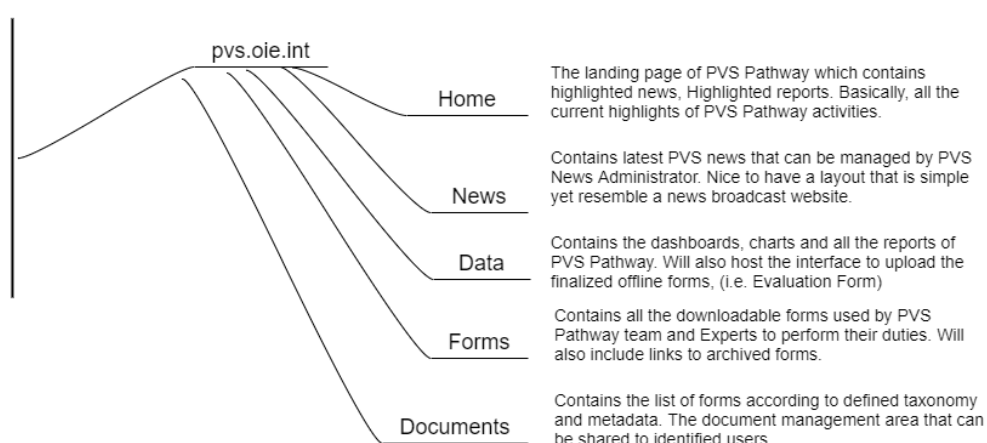 pvs.oie.int
Home
The landing page of PVS Pathway which contains
highlighted news, Highlighted reports. Basically, all the
current highlights of PVS Pathway activities.
News
Contains latest PVS news that can be managed by PVS
News Administrator. Nice to have a layout that is simple
yet resemble a news broadcast website.
Data
Contains the dashboards, charts and all the reports of
PVS Pathway. Will also host the interface to upload the
finalized offline forms, (i.e. Evaluation Form)
Forms
Contains all the downloadable forms used by PVS
Pathway team and Experts to perform their duties. Will
also include links to archived forms.
Documents
Contains the list of forms according to defined taxonomy
and metadata. The document management area that can
be shared to identified users